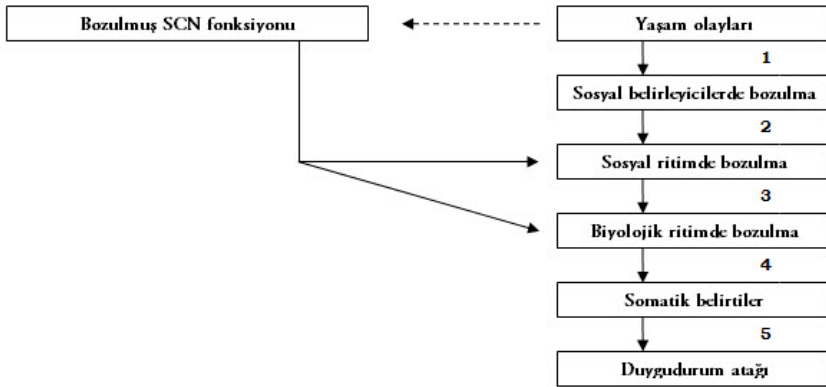 Bozulmuş SCN fonksiyonu
Yaşam olayları
1
Sosyal belirleyicilerde bozulma
2
Sosyal ritimde bozulma
3
Biyolojik ritimde bozulma
4
Somatik belirtiler
5
Duygudurum atağı